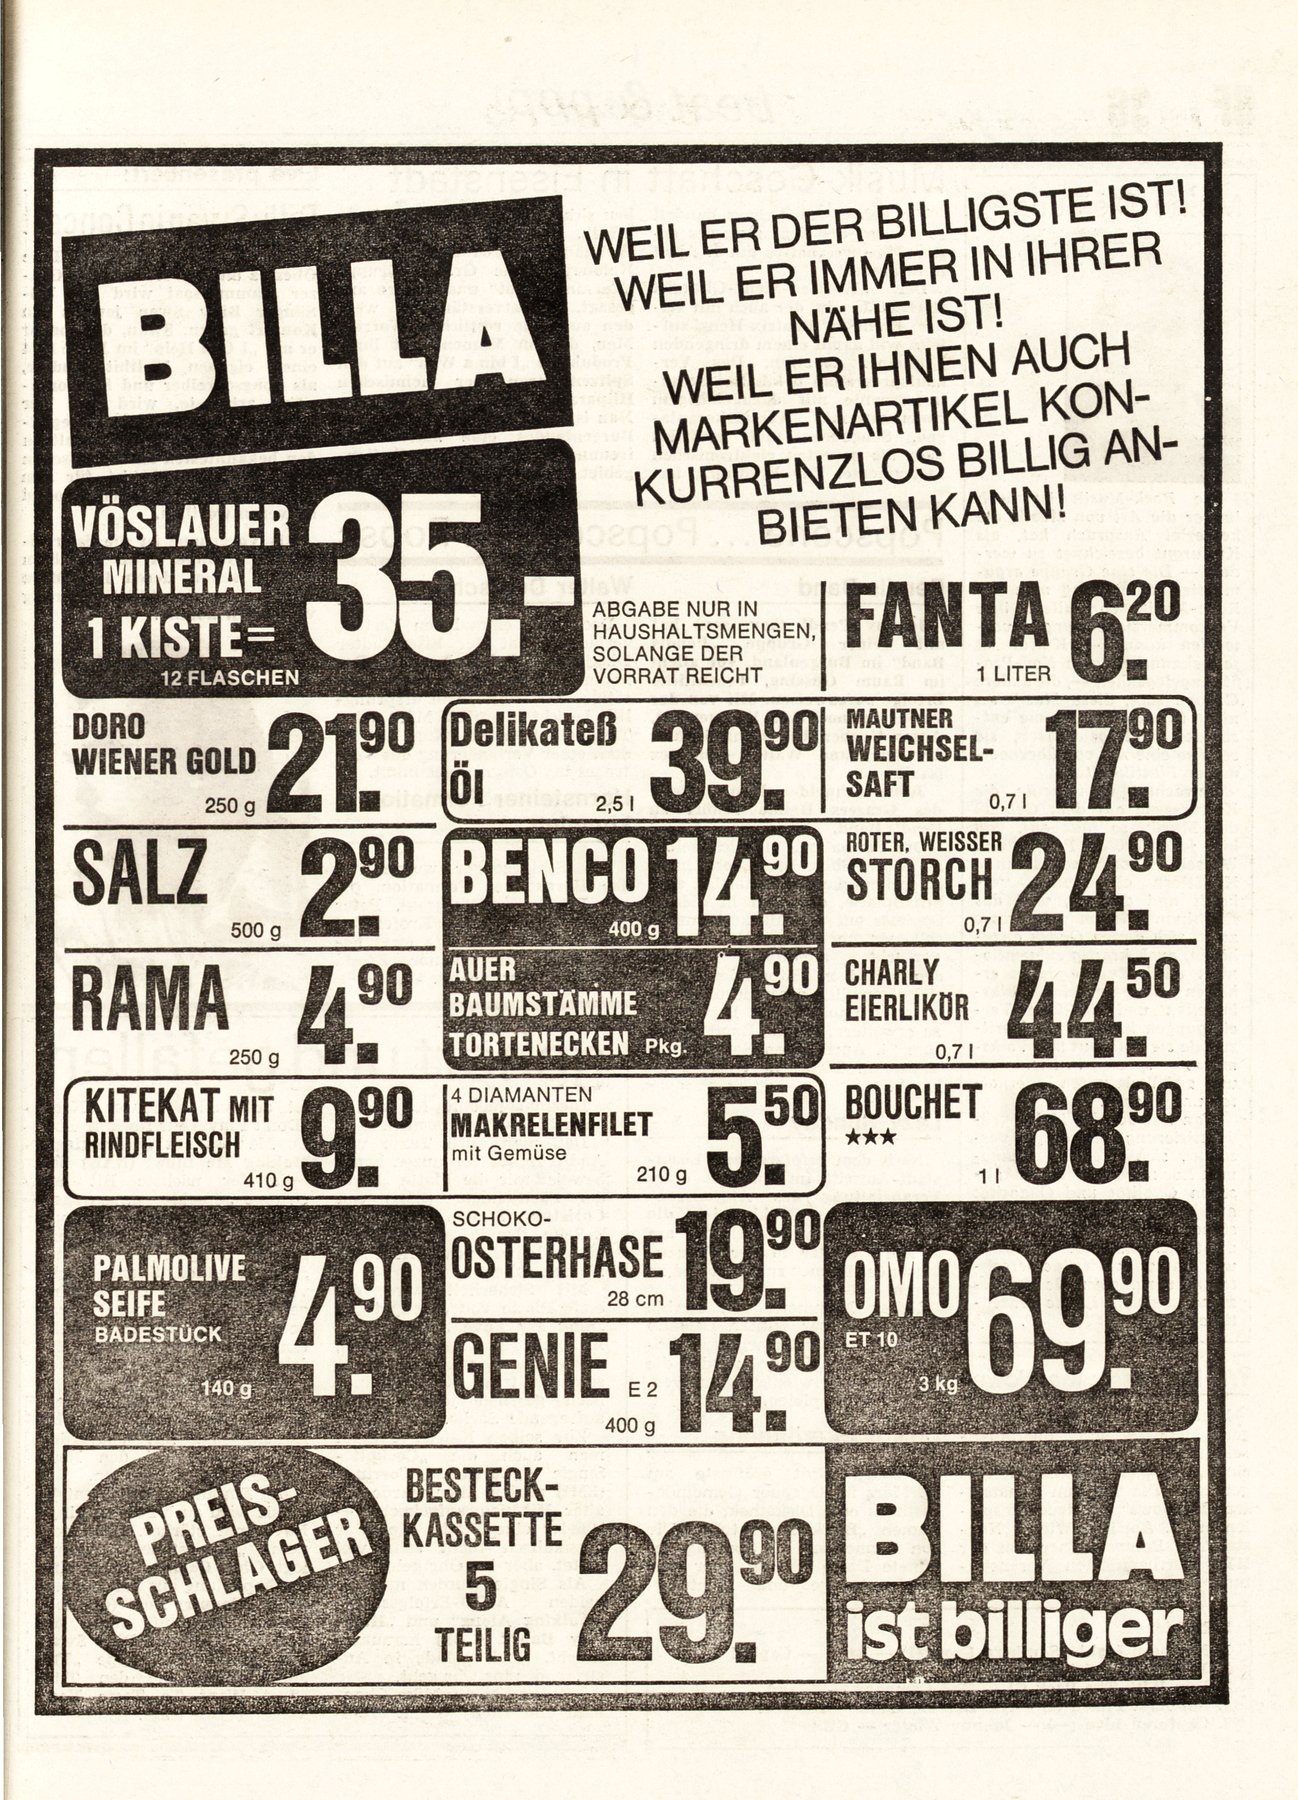 BILLA
WEIL ER DER BILLIGSTE IST!
WEIL ER IMMER IN IHRER
NÄHE IST!
WEIL ER IHNEN AUCH
MARKENARTIKEL KON-
KURRENZLOS BILLIG AN-
BIETEN KANN!
VÖSLAUER
MINERAL
1 KISTE=
12 FLASCHEN
35.–
ABGABE NUR IN
HAUSHALTSMENGEN,
SOLANGE DER
VORRAT REICHT
FANTA
1 LITER
6.20
DORO
WIENER GOLD
250 g
21.90
Delikateß
Öl
2,5 l
39.90
MAUTNER
WEICHSEL-
SAFT
0,7 l
17.90
SALZ
500 g
2.90
BENCO
400 g
14.90
ROTER, WEISSER
STORCH
0,7 l
24.90
RAMA
250 g
4.90
AUER
BAUMSTÄMME
TORTENECKEN Pkg.
4.90
CHARLY
EIERLIKÖR
0,7 l
44.50
KITEKAT MIT
RINDFLEISCH
410 g
9.90
4 DIAMANTEN
MAKRELENFILET
mit Gemüse
210 g
5.50
BOUCHET
★★★
1 l
68.90
PALMOLIVE
SEIFE
BADESTÜCK
140 g
4.90
SCHOKO-
OSTERHASE
28 cm
19.90
GENIE
E 2
400 g
14.90
OMO
ET 10
3 kg
69.90
PREIS-
SCHLAGER
BESTECK-
KASSETTE
5
TEILIG
29.90
BILLA
ist billiger